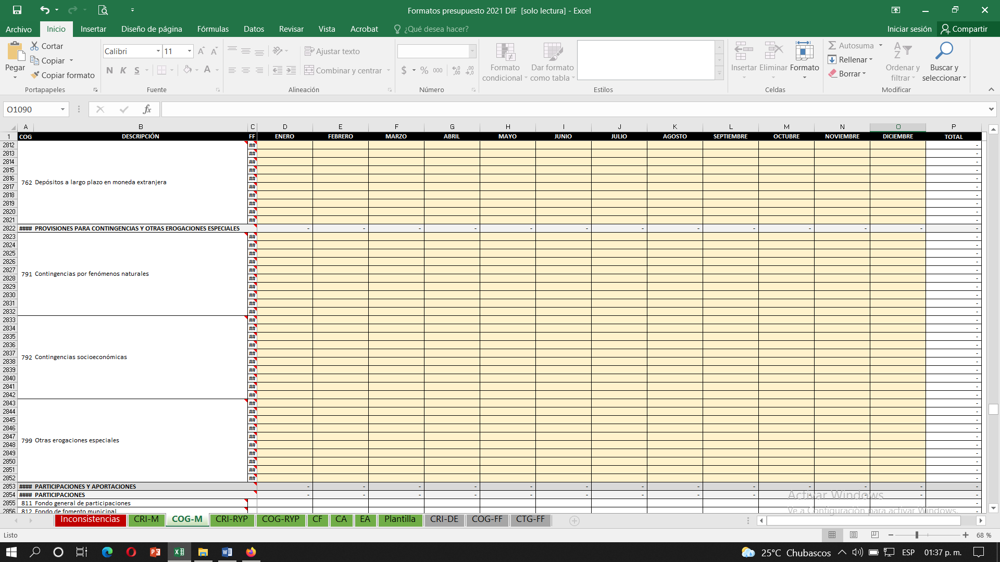 Formatos presupuesto 2021 DIF [solo lectura] - Excel
Archivo Inicio Insertar Diseño de página Fórmulas Datos Revisar Vista Acrobat ¿Qué desea hacer? Iniciar sesión Compartir
Pegar
Cortar
Copiar
Copiar formato
Portapapeles
Calibri 11
N K S
Fuente
Ajustar texto
Combinar y centrar
Alineación
$ % 000
Número
Formato condicional
Dar formato como tabla
Estilos
Insertar Eliminar Formato
Celdas
Autosuma
Rellenar
Borrar
Ordenar y filtrar
Buscar y seleccionar
Modificar
O1090 fx
A B C D E F G H I J K L M N O P
1 COG DESCRIPCIÓN FF ENERO FEBRERO MARZO ABRIL MAYO JUNIO JULIO AGOSTO SEPTIEMBRE OCTUBRE NOVIEMBRE DICIEMBRE TOTAL
2812 ## -
2813 ## -
2814 ## -
2815 ## -
2816 ## -
762 Depósitos a largo plazo en moneda extranjera
2817 ## -
2818 ## -
2819 ## -
2820 ## -
2821 ## -
2822 #### PROVISIONES PARA CONTINGENCIAS Y OTRAS EROGACIONES ESPECIALES - - - - - - - - - - - - -
2823 ## -
2824 ## -
2825 ## -
2826 ## -
2827 ## -
791 Contingencias por fenómenos naturales
2828 ## -
2829 ## -
2830 ## -
2831 ## -
2832 ## -
2833 ## -
2834 ## -
2835 ## -
2836 ## -
2837 ## -
792 Contingencias socioeconómicas
2838 ## -
2839 ## -
2840 ## -
2841 ## -
2842 ## -
2843 ## -
2844 ## -
2845 ## -
2846 ## -
2847 ## -
799 Otras erogaciones especiales
2848 ## -
2849 ## -
2850 ## -
2851 ## -
2852 ## -
2853 #### PARTICIPACIONES Y APORTACIONES - - - - - - - - - - - - -
2854 #### PARTICIPACIONES - - - - - - - - - - - - -
2855 811 Fondo general de participaciones -
2856 812 Fondo de fomento municipal -
Activar Windows
Ve a Configuración para activar Windows.
Inconsistencias CRI-M COG-M CRI-RYP COG-RYP CF CA EA Plantilla CRI-DE COG-FF CTG-FF
Listo 68 %
25°C Chubascos ESP 01:37 p. m.